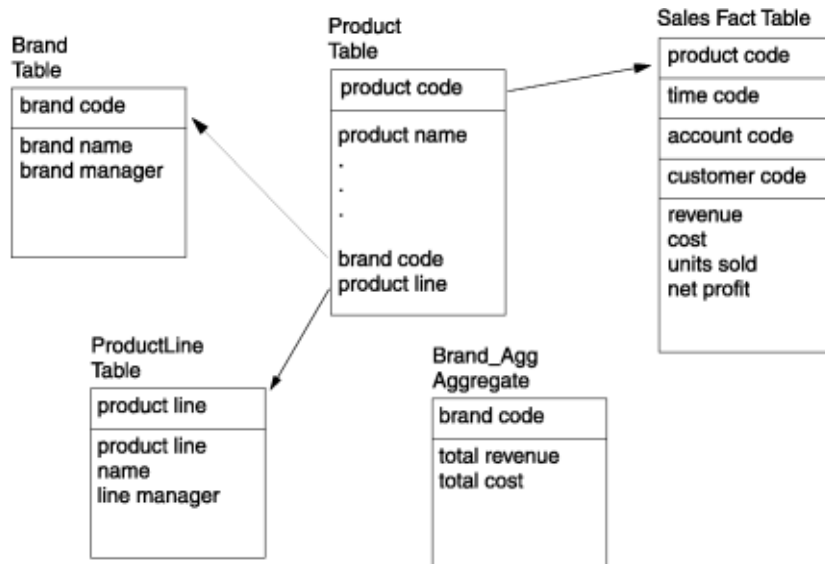 Brand
Table
brand code
brand name
brand manager
Product
Table
product code
product name
.
.
.
brand code
product line
Sales Fact Table
product code
time code
account code
customer code
revenue
cost
units sold
net profit
ProductLine
Table
product line
product line
name
line manager
Brand_Agg
Aggregate
brand code
total revenue
total cost